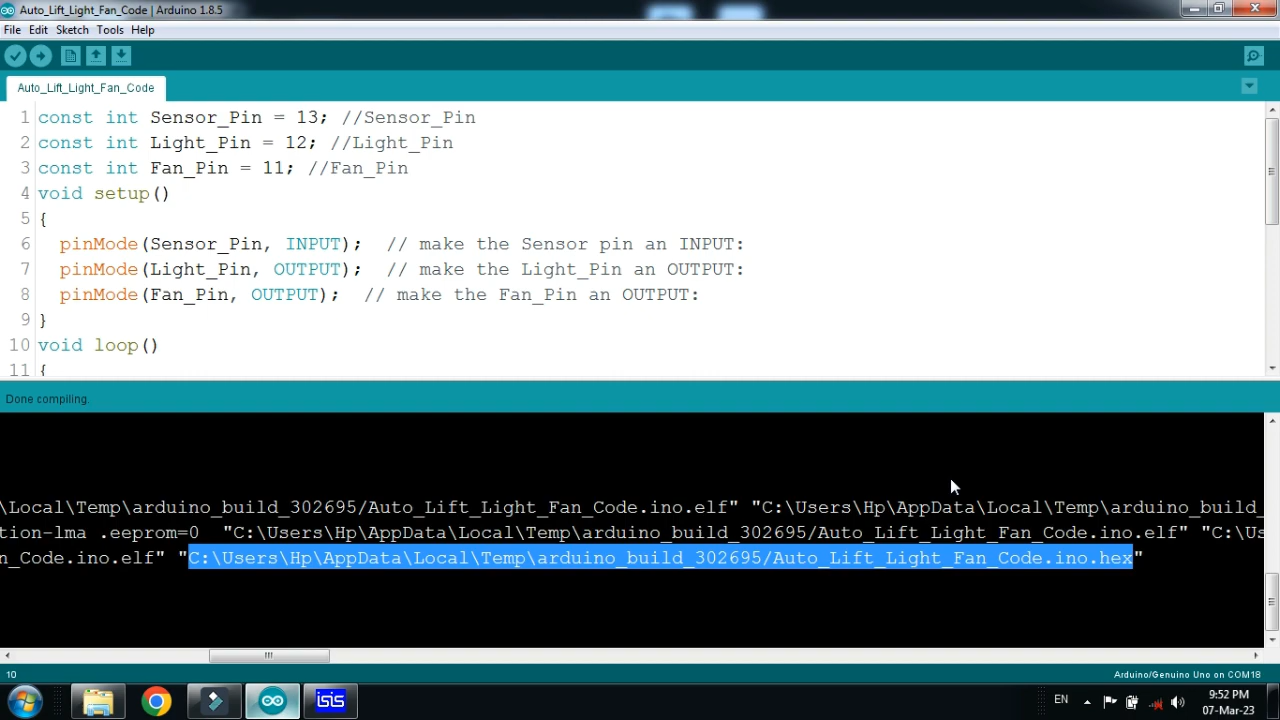 Auto_Lift_Light_Fan_Code | Arduino 1.8.5
File Edit Sketch Tools Help
Auto_Lift_Light_Fan_Code
1 const int Sensor_Pin = 13; //Sensor_Pin
2 const int Light_Pin = 12; //Light_Pin
3 const int Fan_Pin = 11; //Fan_Pin
4 void setup()
5 {
6 pinMode(Sensor_Pin, INPUT); // make the Sensor pin an INPUT:
7 pinMode(Light_Pin, OUTPUT); // make the Light_Pin an OUTPUT:
8 pinMode(Fan_Pin, OUTPUT); // make the Fan_Pin an OUTPUT:
9 }
10 void loop()
11 {
Done compiling.
\Local\Temp\arduino_build_302695/Auto_Lift_Light_Fan_Code.ino.elf" "C:\Users\Hp\AppData\Local\Temp\arduino_build_
tion-lma .eeprom=0 "C:\Users\Hp\AppData\Local\Temp\arduino_build_302695/Auto_Lift_Light_Fan_Code.ino.elf" "C:\Us
n_Code.ino.elf" "C:\Users\Hp\AppData\Local\Temp\arduino_build_302695/Auto_Lift_Light_Fan_Code.ino.hex"
10 Arduino/Genuino Uno on COM18
isis
EN
9:52 PM
07-Mar-23